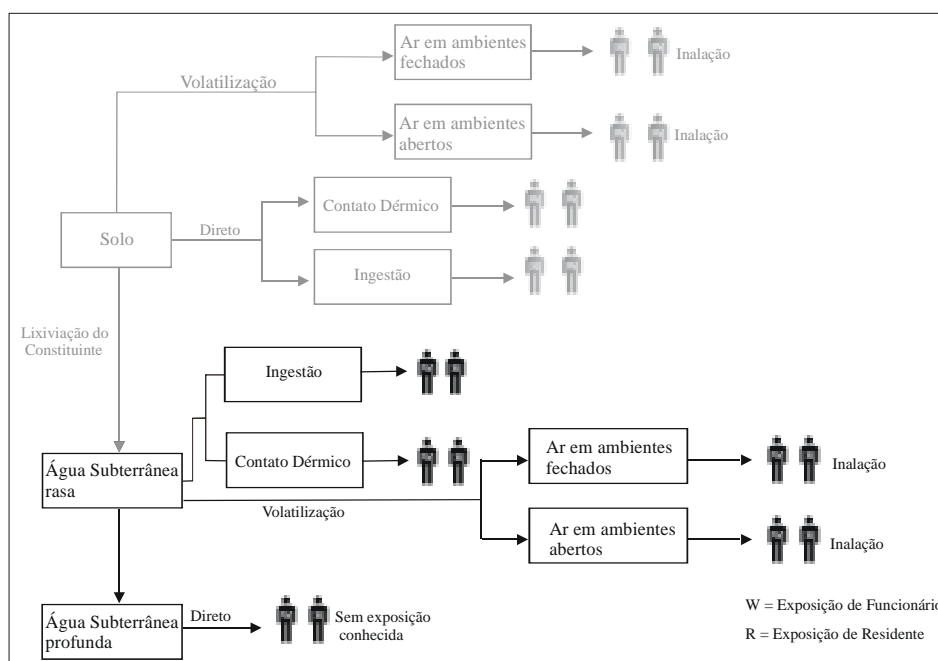 Ar em ambientes
fechados
Inalação
Volatilização
Ar em ambientes
abertos
Inalação
Contato Dérmico
Solo
Direto
Ingestão
Lixiviação do
Constituinte
Ingestão
Contato Dérmico
Ar em ambientes
fechados
Inalação
Água Subterrânea
rasa
Volatilização
Ar em ambientes
abertos
Inalação
Água Subterrânea
profunda
Direto
Sem exposição
conhecida
W = Exposição de Funcionário
R = Exposição de Residente